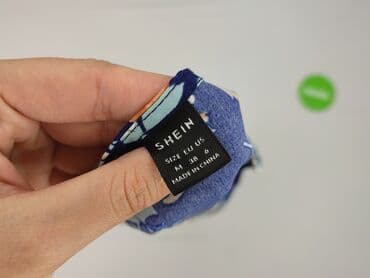 SHEIN
SIZE EU US
M 38 6
MADE IN CHINA